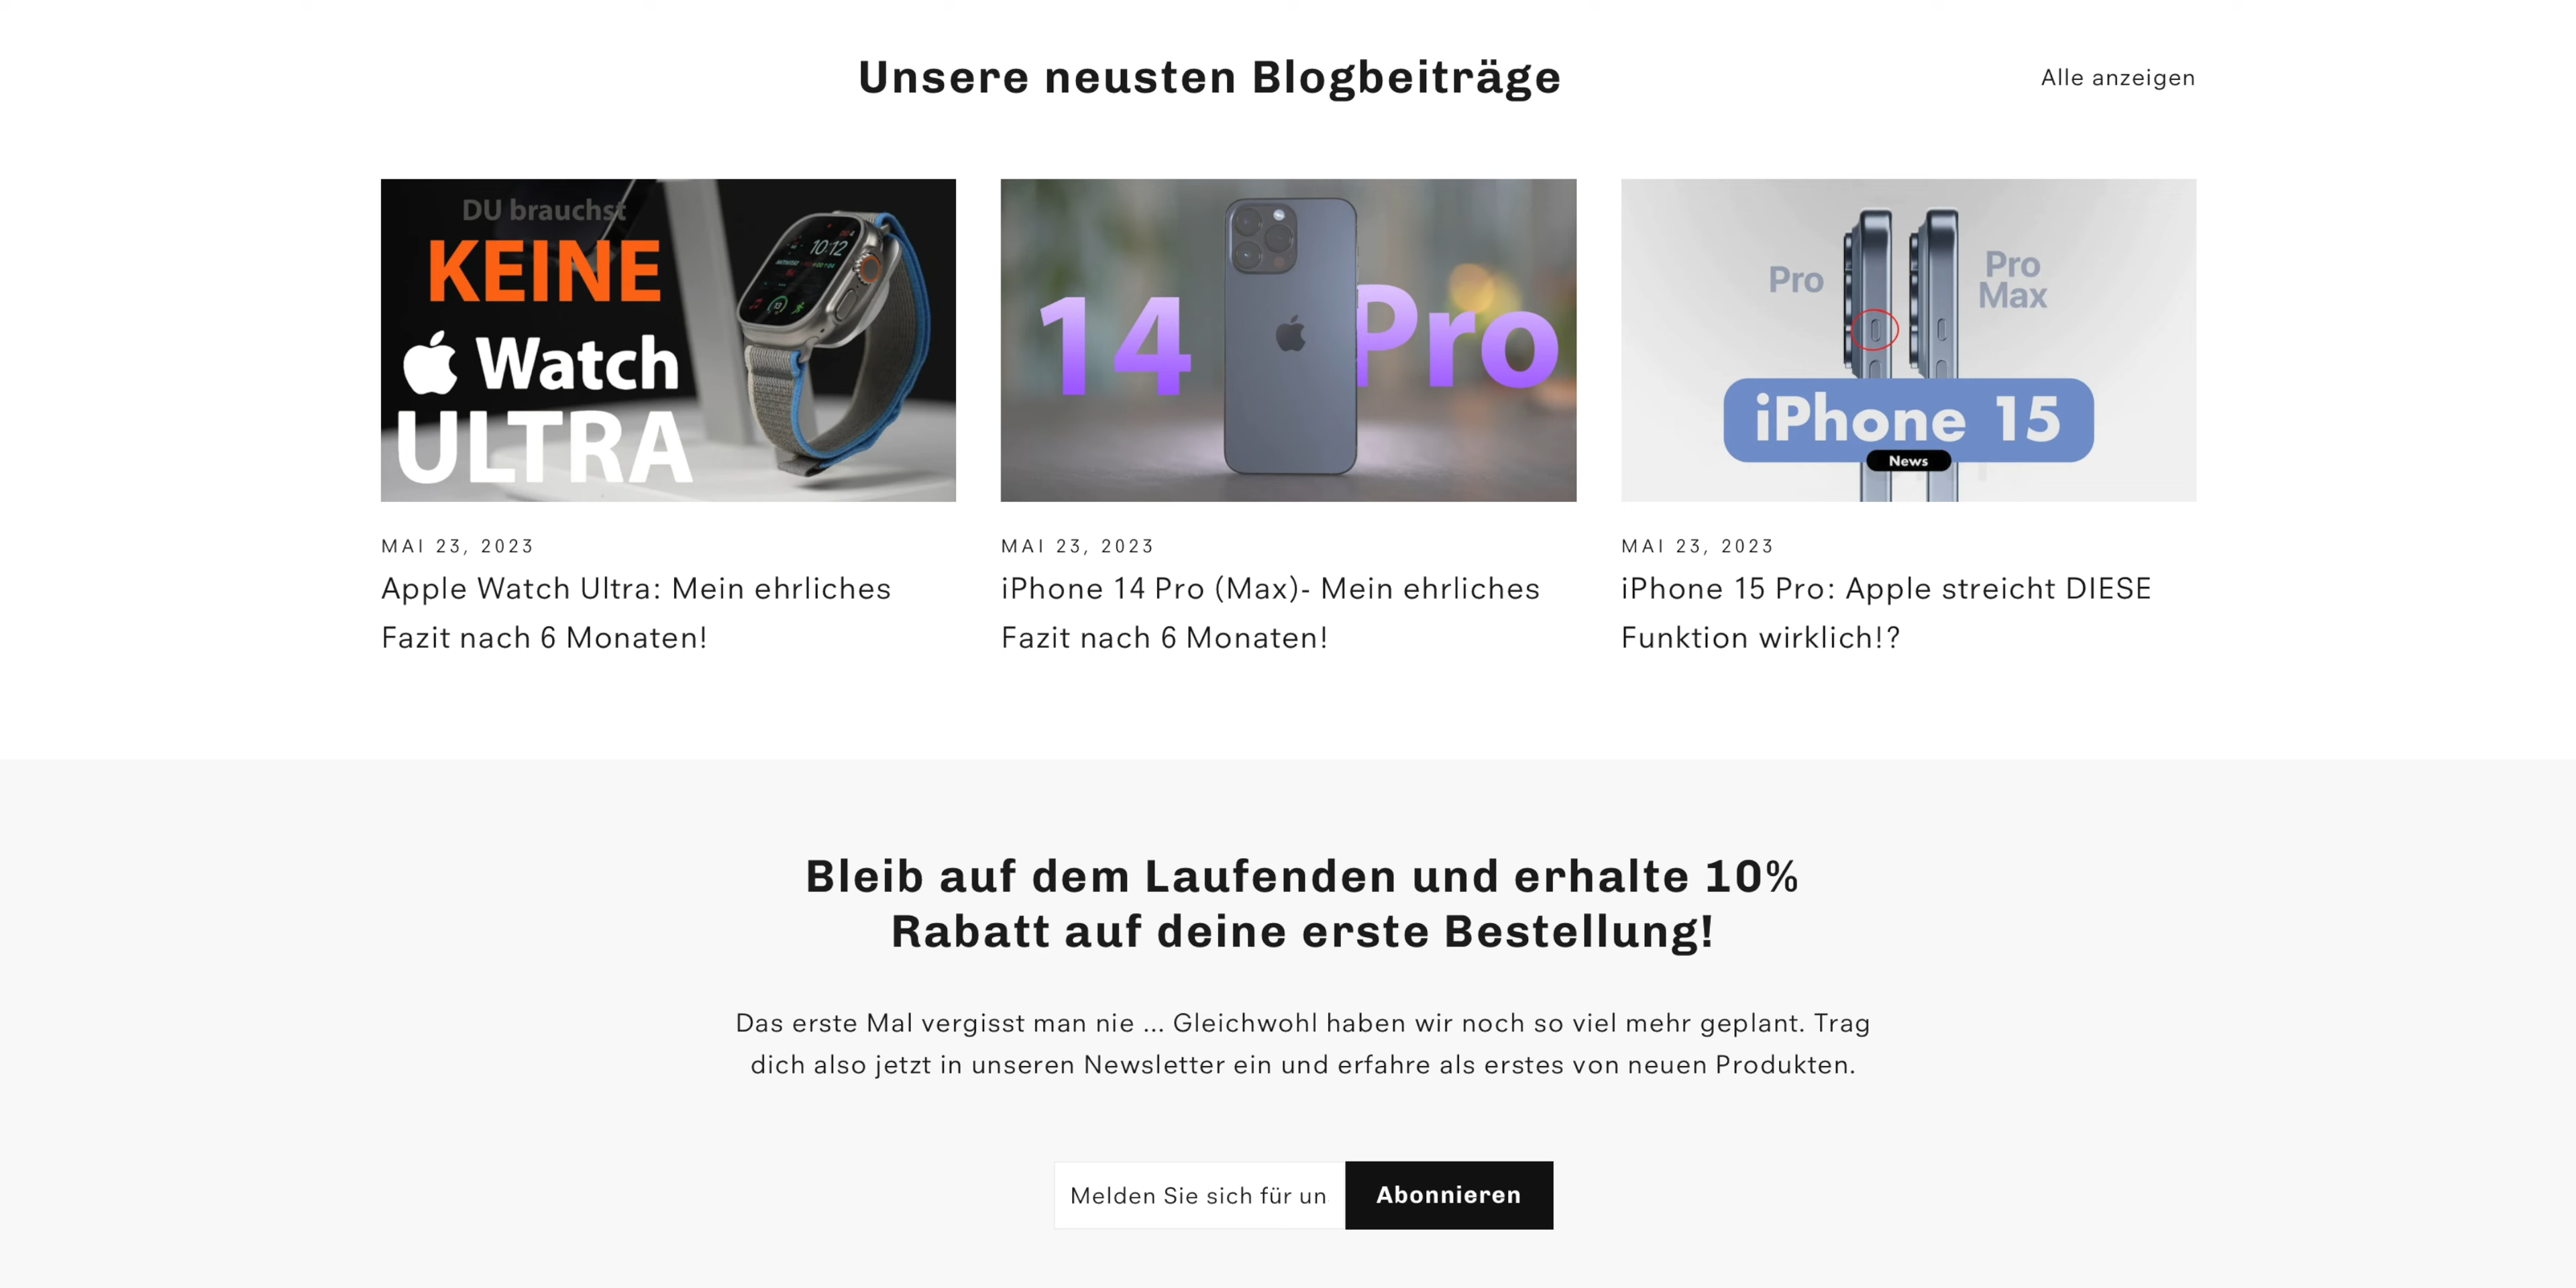 Unsere neusten Blogbeiträge
Alle anzeigen
DU brauchst
KEINE
Watch
ULTRA
10:12
14 Pro
Pro
Pro
Max
iPhone 15
News
MAI 23, 2023
Apple Watch Ultra: Mein ehrliches
Fazit nach 6 Monaten!
MAI 23, 2023
iPhone 14 Pro (Max)- Mein ehrliches
Fazit nach 6 Monaten!
MAI 23, 2023
iPhone 15 Pro: Apple streicht DIESE
Funktion wirklich!?
Bleib auf dem Laufenden und erhalte 10%
Rabatt auf deine erste Bestellung!
Das erste Mal vergisst man nie ... Gleichwohl haben wir noch so viel mehr geplant. Trag
dich also jetzt in unseren Newsletter ein und erfahre als erstes von neuen Produkten.
Melden Sie sich für un
Abonnieren